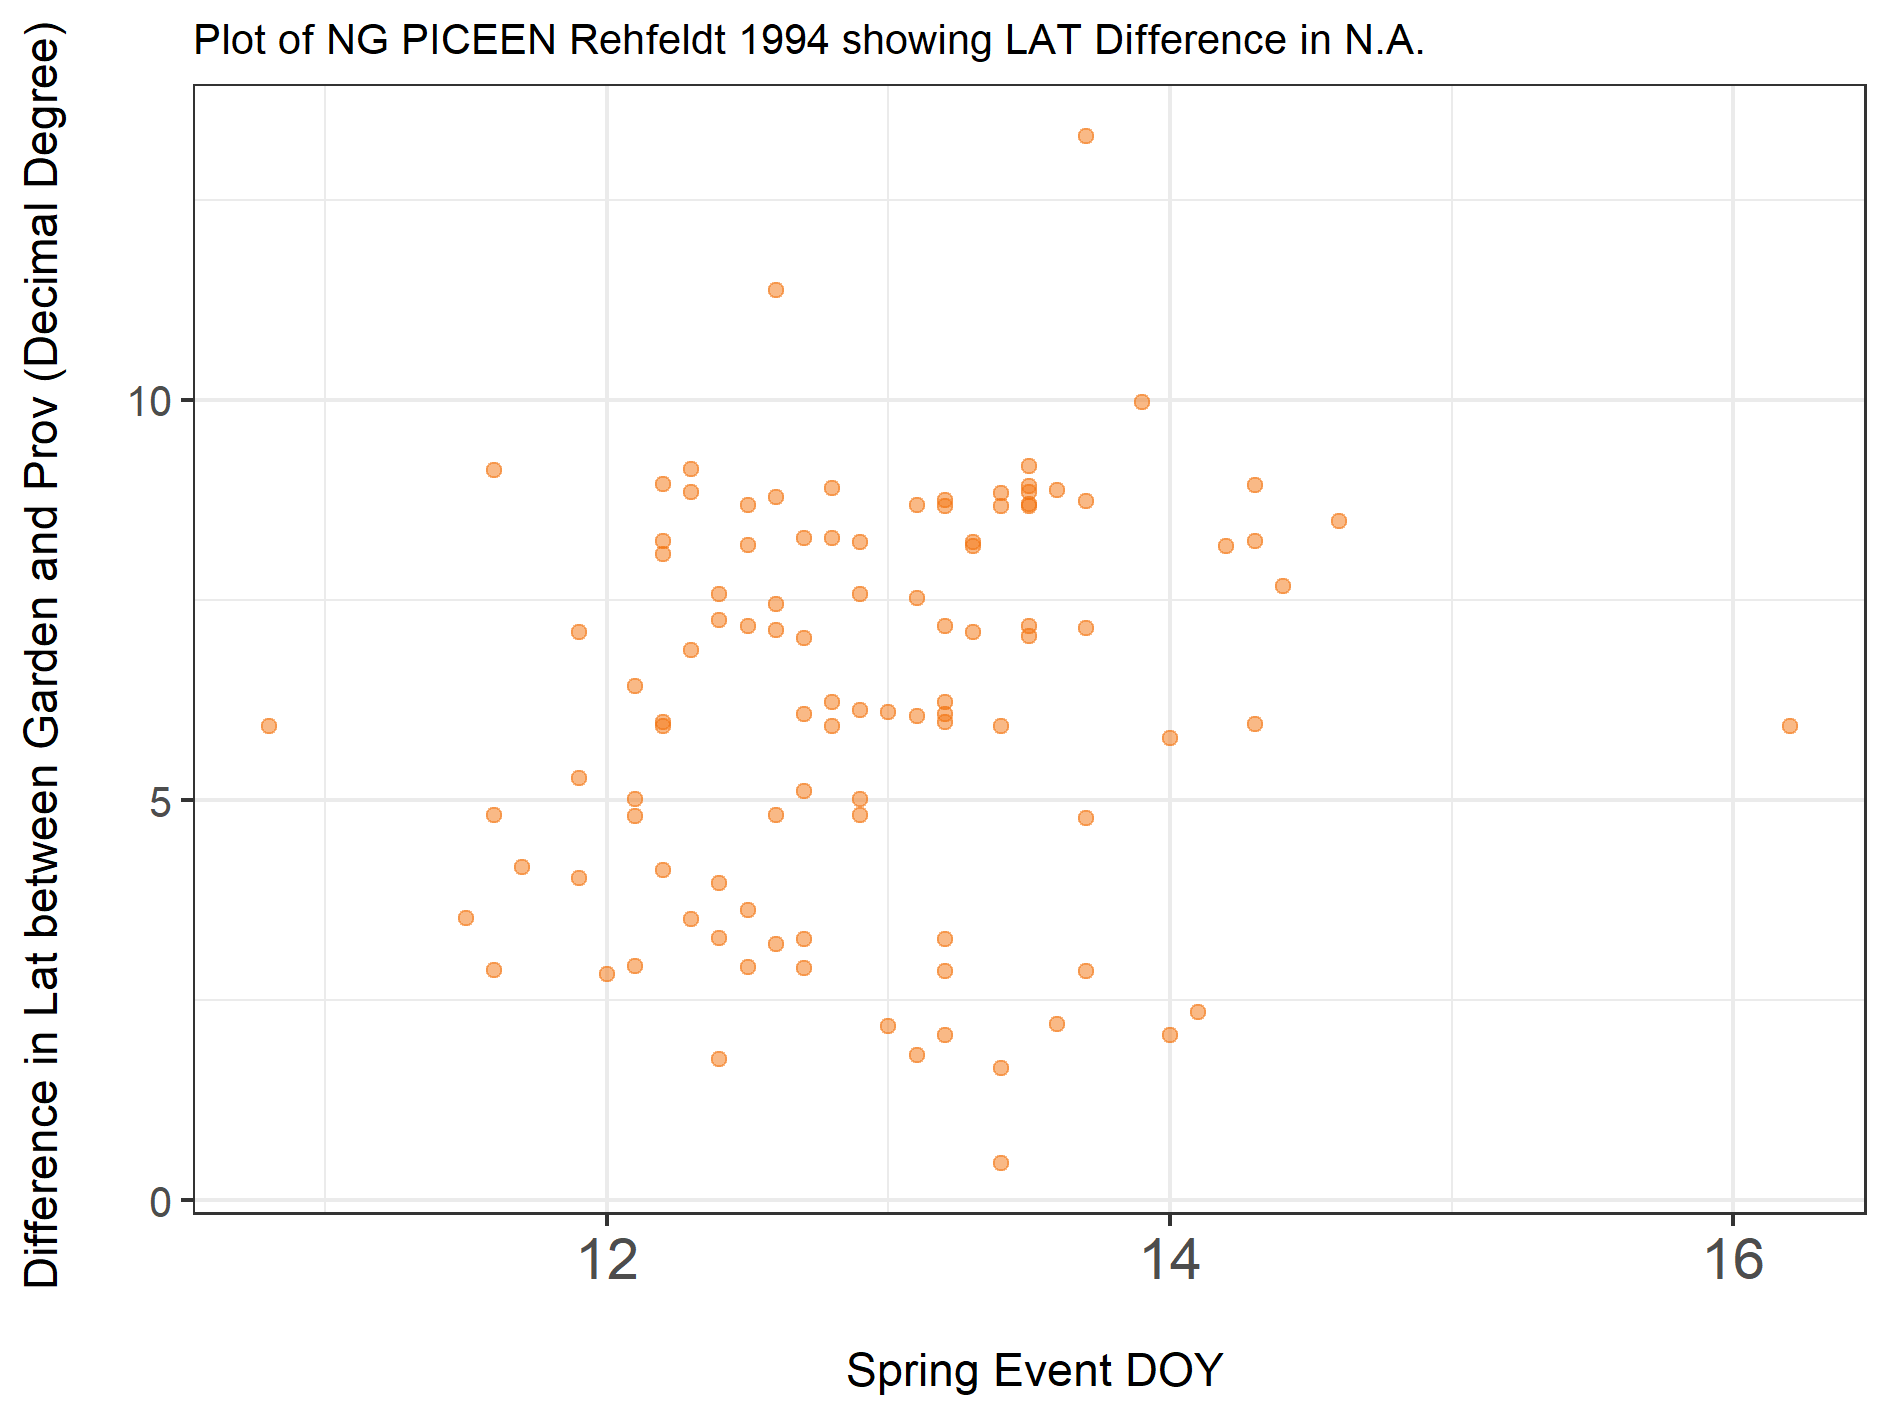 Plot of NG PICEEN Rehfeldt 1994 showing LAT Difference in N.A.
Difference in Lat between Garden and Prov (Decimal Degree)
10
5
0
12 14 16
Spring Event DOY